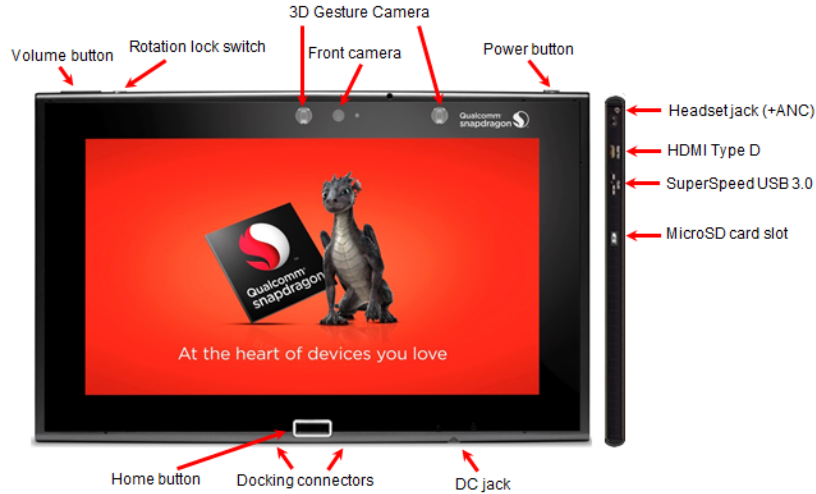 3D Gesture Camera
Rotation lock switch
Front camera
Power button
Volume button
Qualcomm
snapdragon
Headset jack (+ANC)
HDMI Type D
SuperSpeed USB 3.0
MicroSD card slot
Qualcomm
snapdragon
At the heart of devices you love
Home button
Docking connectors
DC jack